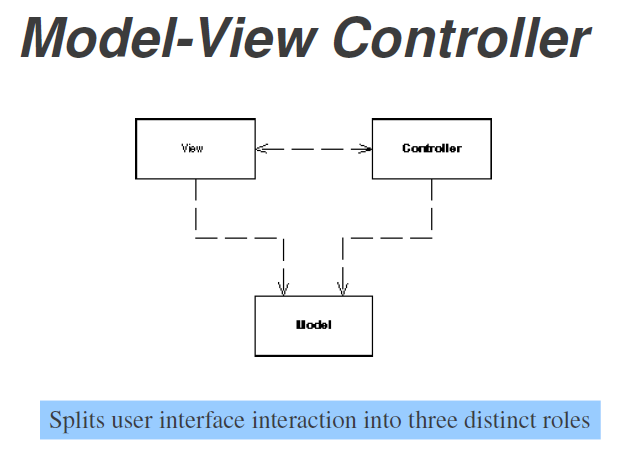 Model-View Controller
View
Controller
Model
Splits user interface interaction into three distinct roles